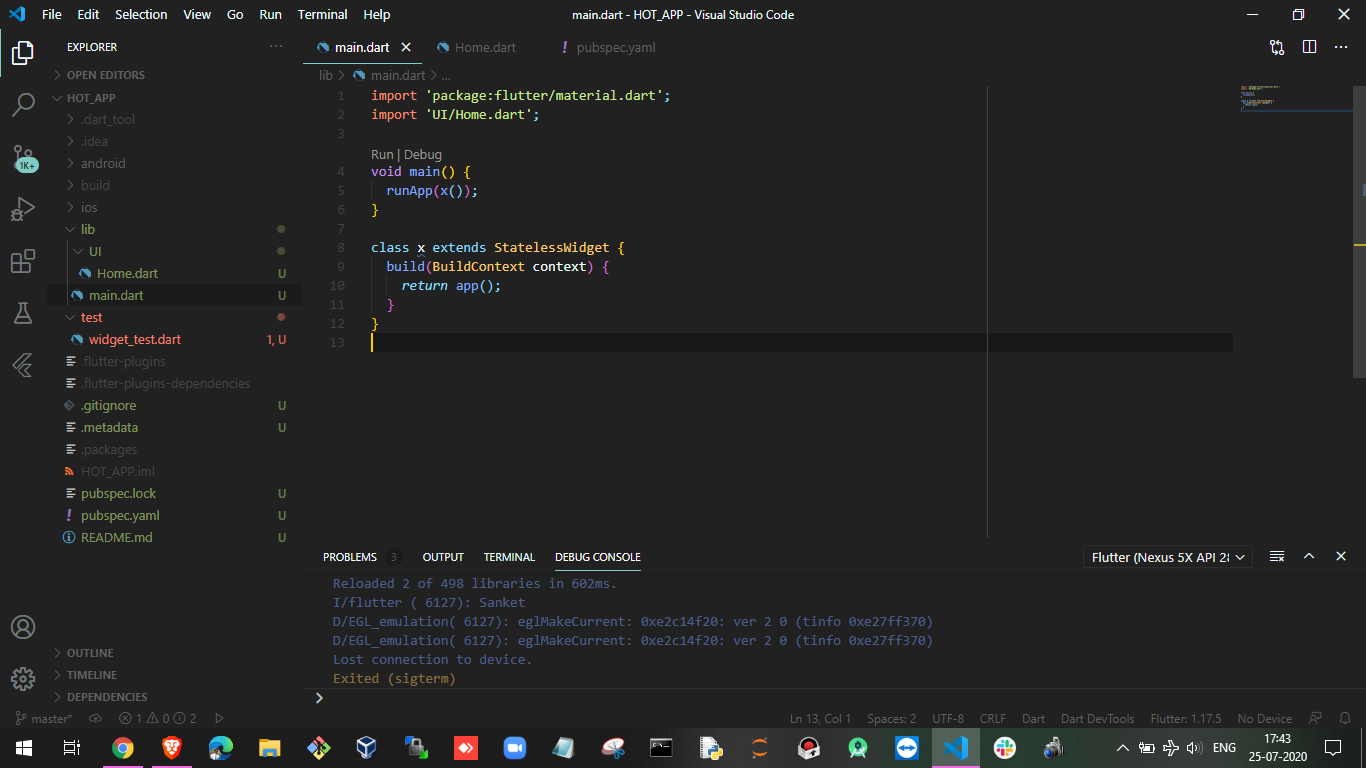 File Edit Selection View Go Run Terminal Help main.dart - HOT_APP - Visual Studio Code
EXPLORER
OPEN EDITORS
HOT_APP
.dart_tool
.idea
android
build
ios
lib
UI
Home.dart U
main.dart U
test
widget_test.dart 1, U
.flutter-plugins
.flutter-plugins-dependencies
.gitignore U
.metadata U
.packages
HOT_APP.iml
pubspec.lock U
pubspec.yaml U
README.md U
OUTLINE
TIMELINE
DEPENDENCIES
1K+
main.dart Home.dart pubspec.yaml
lib > main.dart > ...
1 import 'package:flutter/material.dart';
2 import 'UI/Home.dart';
3
Run | Debug
4 void main() {
5 runApp(x());
6 }
7
8 class x extends StatelessWidget {
9 build(BuildContext context) {
10 return app();
11 }
12 }
13
PROBLEMS 3 OUTPUT TERMINAL DEBUG CONSOLE Flutter (Nexus 5X API 2
Reloaded 2 of 498 libraries in 602ms.
I/flutter ( 6127): Sanket
D/EGL_emulation( 6127): eglMakeCurrent: 0xe2c14f20: ver 2 0 (tinfo 0xe27ff370)
D/EGL_emulation( 6127): eglMakeCurrent: 0xe2c14f20: ver 2 0 (tinfo 0xe27ff370)
Lost connection to device.
Exited (sigterm)
master* 1 0 2 Ln 13, Col 1 Spaces: 2 UTF-8 CRLF Dart Dart DevTools Flutter: 1.17.5 No Device
ENG 17:43
25-07-2020